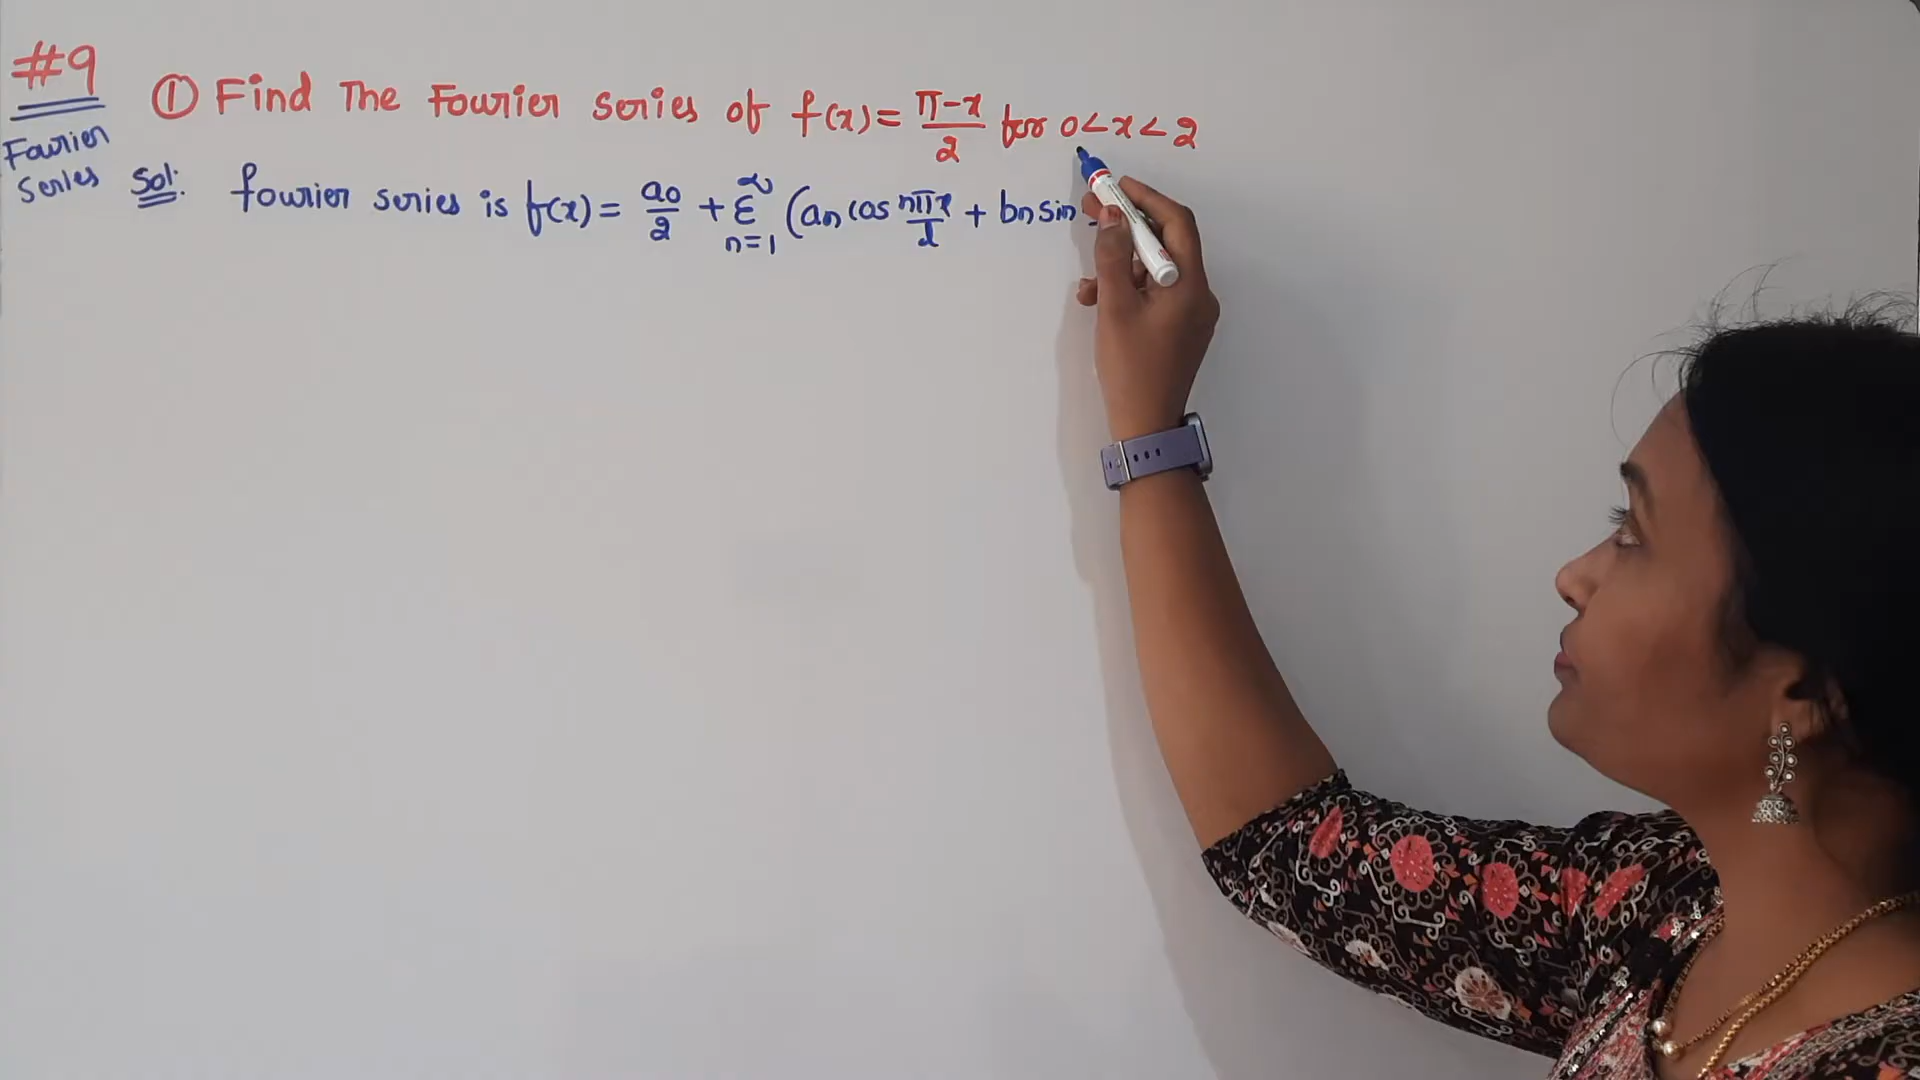 #9
Fourier
Series
① Find The Fourier Series of f(x) = π-x/2 for 0<x<2
Sol: fourier series is f(x) = a0/2 + Σ∞ n=1 (an cos nπx/l + bn sin